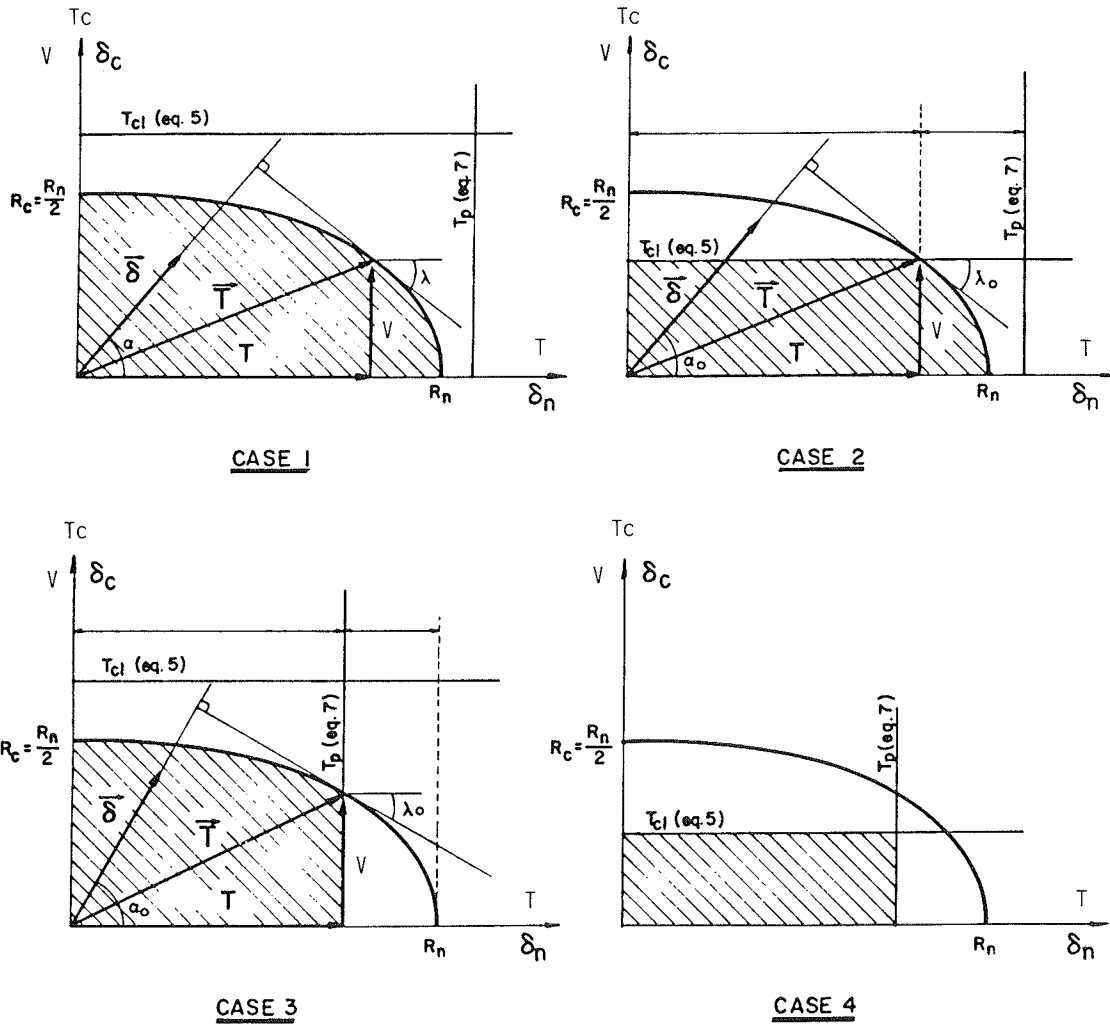 Tc
V δc
Tcl (eq. 5)
Rc = Rn/2
Tp (eq. 7)
δ
T
λ
α
T
V
T
Rn
δn
CASE 1
Tc
V δc
Rc = Rn/2
Tcl (eq. 5)
Tp (eq. 7)
δ
T
λo
αo
T
V
T
Rn
δn
CASE 2
Tc
V δc
Tcl (eq. 5)
Rc = Rn/2
Tp (eq. 7)
δ
T
λo
αo
T
V
T
Rn
δn
CASE 3
Tc
V δc
Rc = Rn/2
Tp (eq. 7)
Tcl (eq. 5)
T
Rn
δn
CASE 4